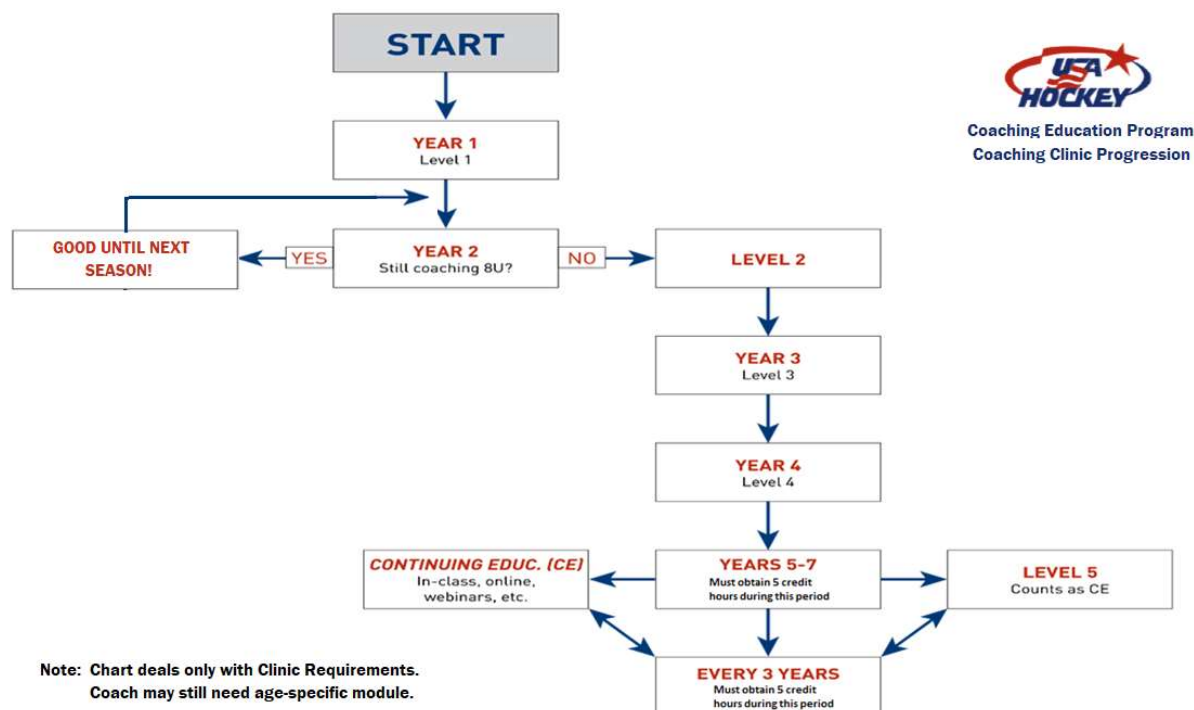 START
USA
HOCKEY
Coaching Education Program
Coaching Clinic Progression
YEAR 1
Level 1
GOOD UNTIL NEXT
SEASON!
YES
YEAR 2
Still coaching 8U?
NO
LEVEL 2
YEAR 3
Level 3
YEAR 4
Level 4
CONTINUING EDUC. (CE)
In-class, online,
webinars, etc.
YEARS 5-7
Must obtain 5 credit
hours during this period
LEVEL 5
Counts as CE
EVERY 3 YEARS
Must obtain 5 credit
hours during this period
Note: Chart deals only with Clinic Requirements.
Coach may still need age-specific module.